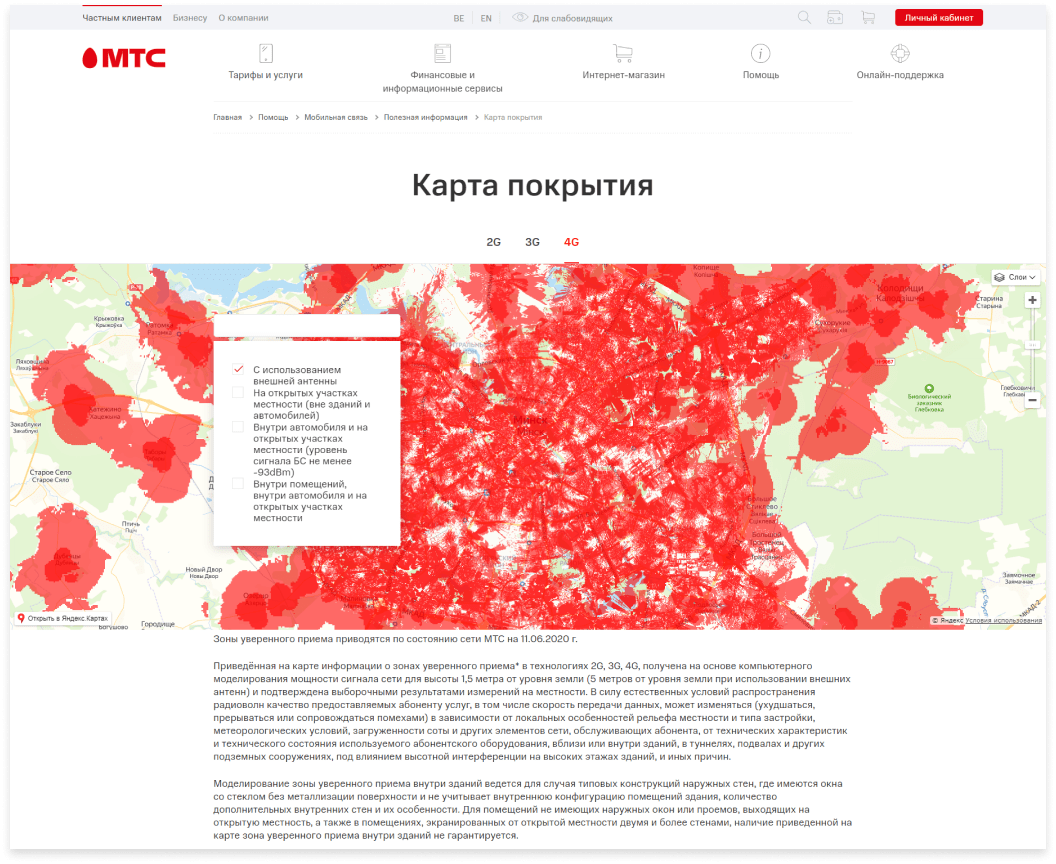 Частным клиентам Бизнесу О компании BE EN Для слабовидящих Личный кабинет
МТС
Тарифы и услуги Финансовые и информационные сервисы Интернет-магазин Помощь Онлайн-поддержка
Главная > Помощь > Мобильная связь > Полезная информация > Карта покрытия
Карта покрытия
2G 3G 4G
Слои
Старина
Старына
Крыжовка
Крыжоўка
Колодищи
Биологический
заказник
Глебковка
Закаблуки
Закаблукі
Старое Село
Старое Сяло
Минск
С использованием
внешней антенны
На открытых участках
местности (вне зданий и
автомобилей)
Внутри автомобиля и на
открытых участках
местности (уровень
сигнала БС не менее
-93dBm)
Внутри помещений,
внутри автомобиля и на
открытых участках
местности
Птичь
Пціч
Новый Двор
Новы Двор
Замочное
Замачнае
Городище
Открыть в Яндекс.Картах
© Яндекс Условия использования
Зоны уверенного приема приводятся по состоянию сети МТС на 11.06.2020 г.
Приведённая на карте информации о зонах уверенного приема* в технологиях 2G, 3G, 4G, получена на основе компьютерного
моделирования мощности сигнала сети для высоты 1,5 метра от уровня земли (5 метров от уровня земли при использовании внешних
антенн) и подтверждена выборочными результатами измерений на местности. В силу естественных условий распространения
радиоволн качество предоставляемых абоненту услуг, в том числе скорость передачи данных, может изменяться (ухудшаться,
прерываться или сопровождаться помехами) в зависимости от локальных особенностей рельефа местности и типа застройки,
метеорологических условий, загруженности соты и других элементов сети, обслуживающих абонента, от технических характеристик
и технического состояния используемого абонентского оборудования, вблизи или внутри зданий, в туннелях, подвалах и других
подземных сооружениях, под влиянием высотной интерференции на высоких этажах зданий, и иных причин.
Моделирование зоны уверенного приема внутри зданий ведется для случая типовых конструкций наружных стен, где имеются окна
со стеклом без металлизации поверхности и не учитывает внутреннюю конфигурацию помещений здания, количество
дополнительных внутренних стен и их особенности. Для помещений не имеющих наружных окон или проемов, выходящих на
открытую местность, а также в помещениях, экранированных от открытой местности двумя и более стенами, наличие приведенной на
карте зона уверенного приема внутри зданий не гарантируется.